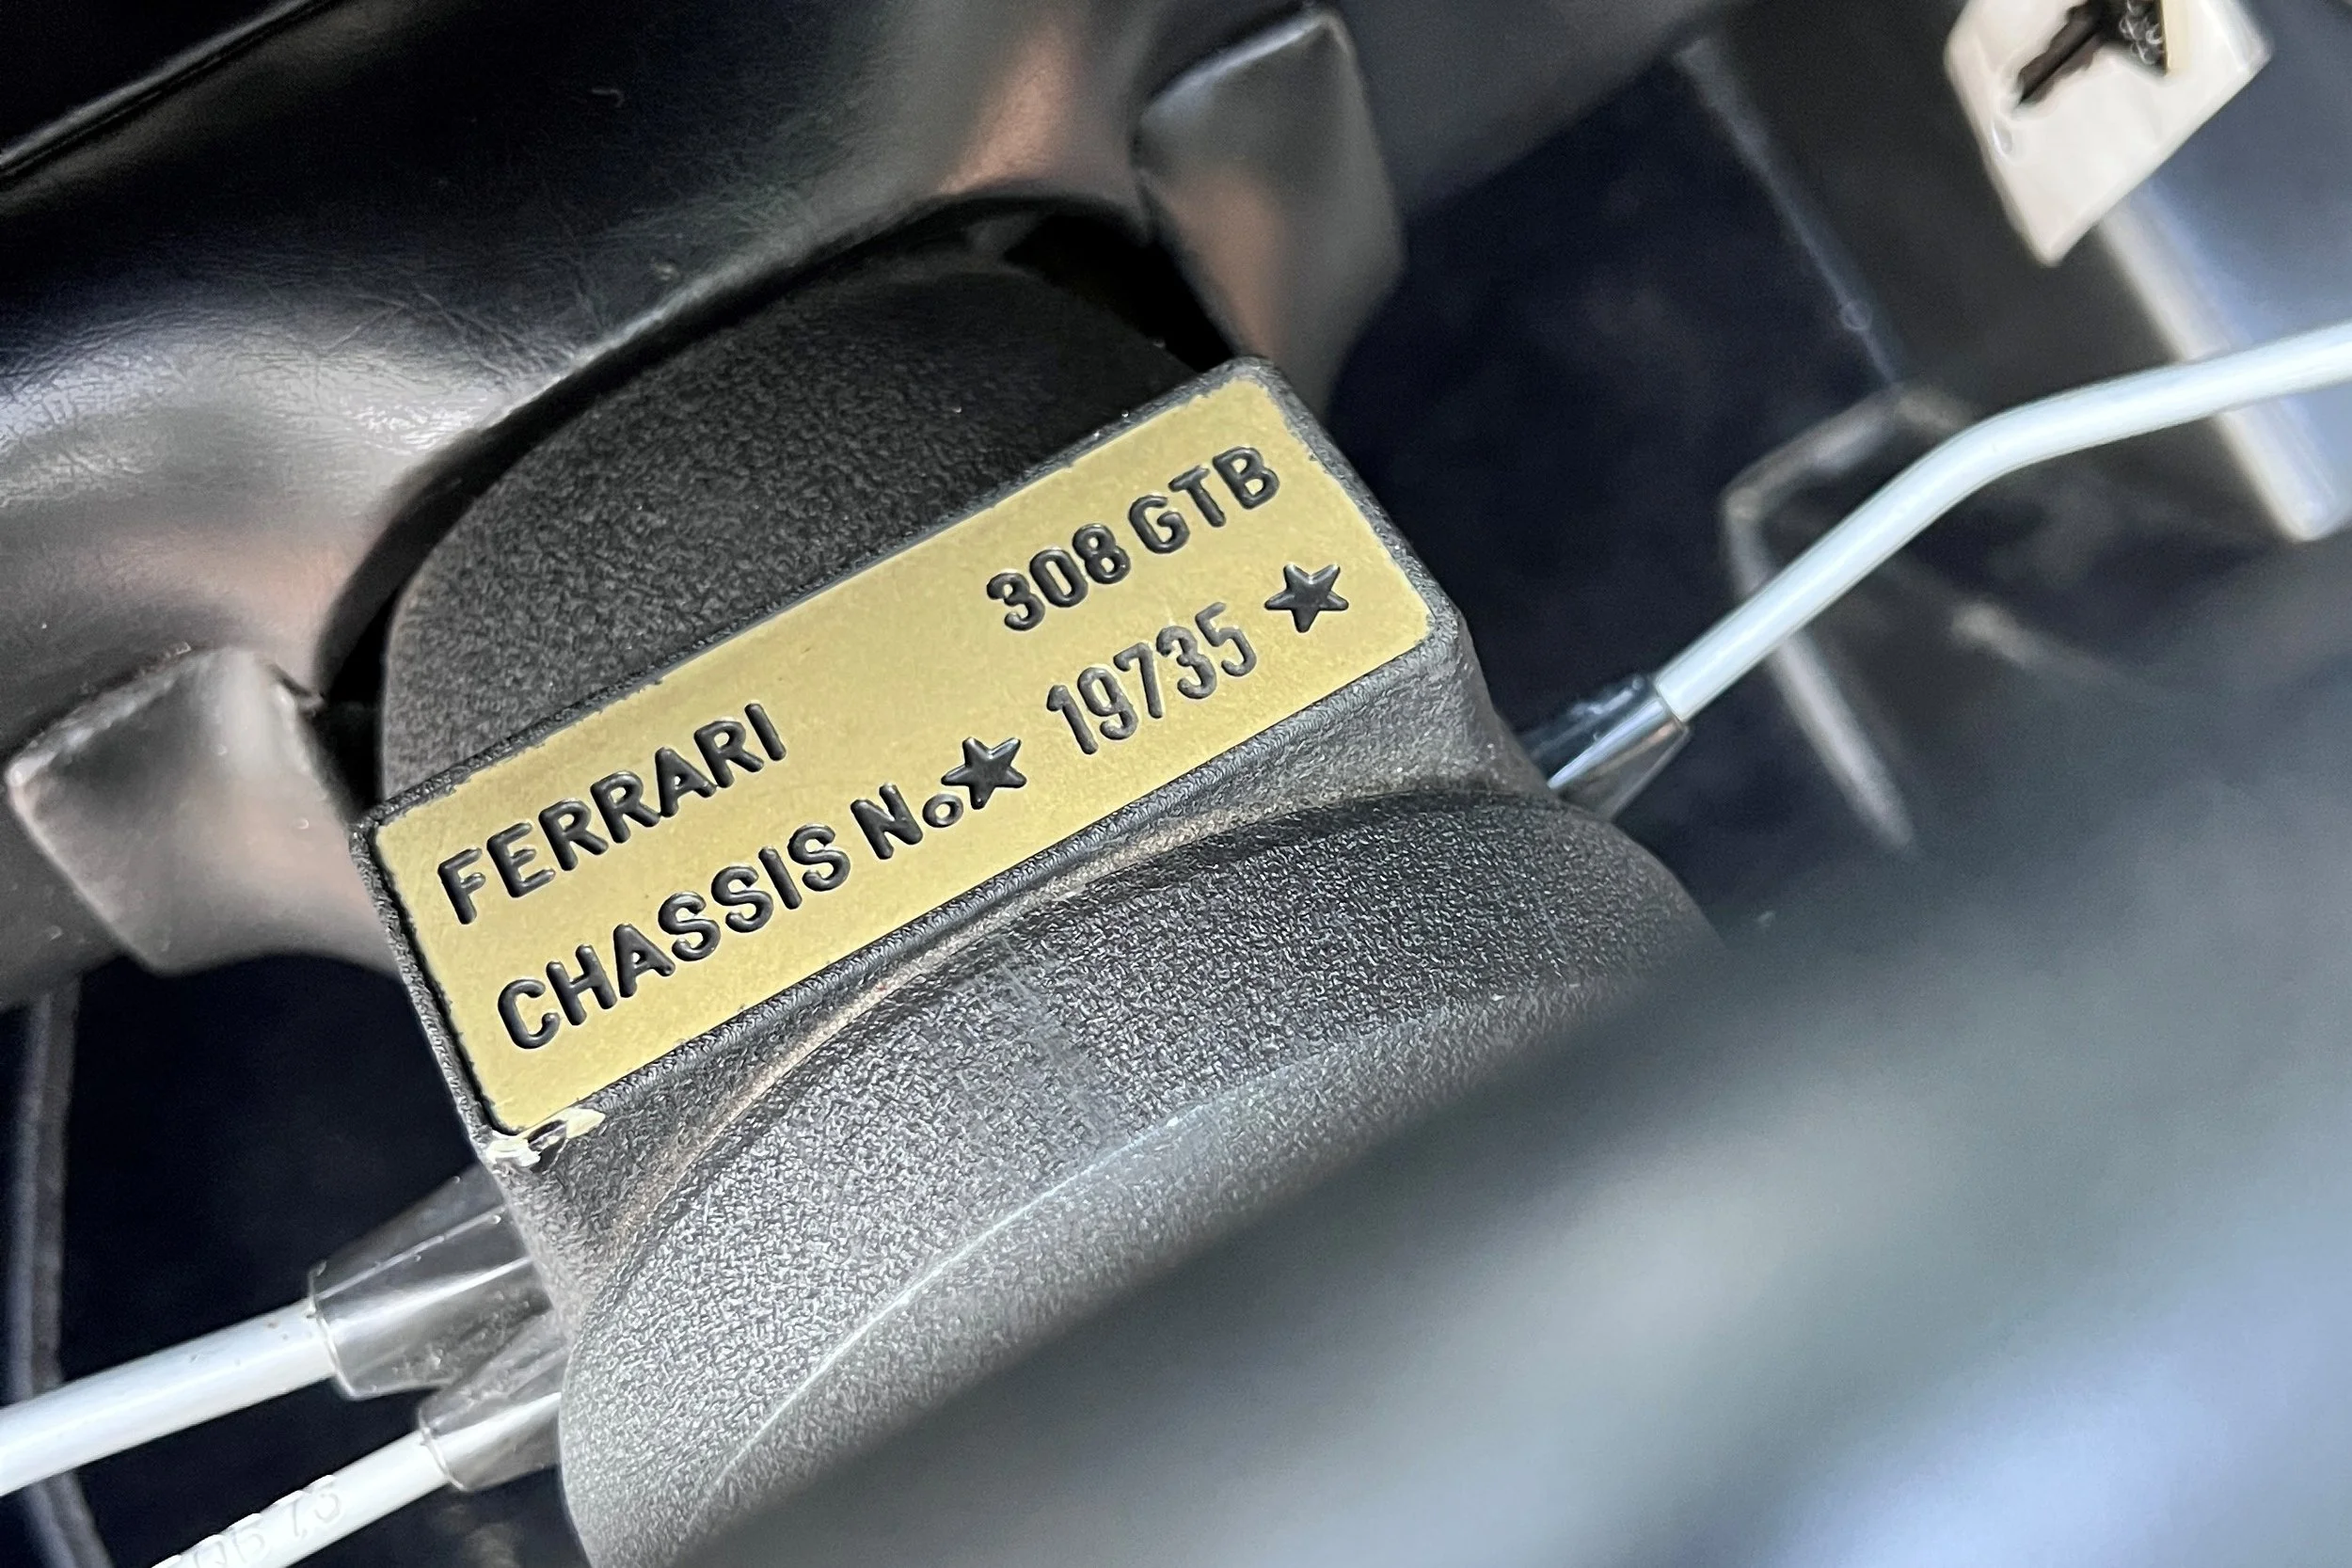 FERRARI 308 GTB
CHASSIS No★ 19735 ★